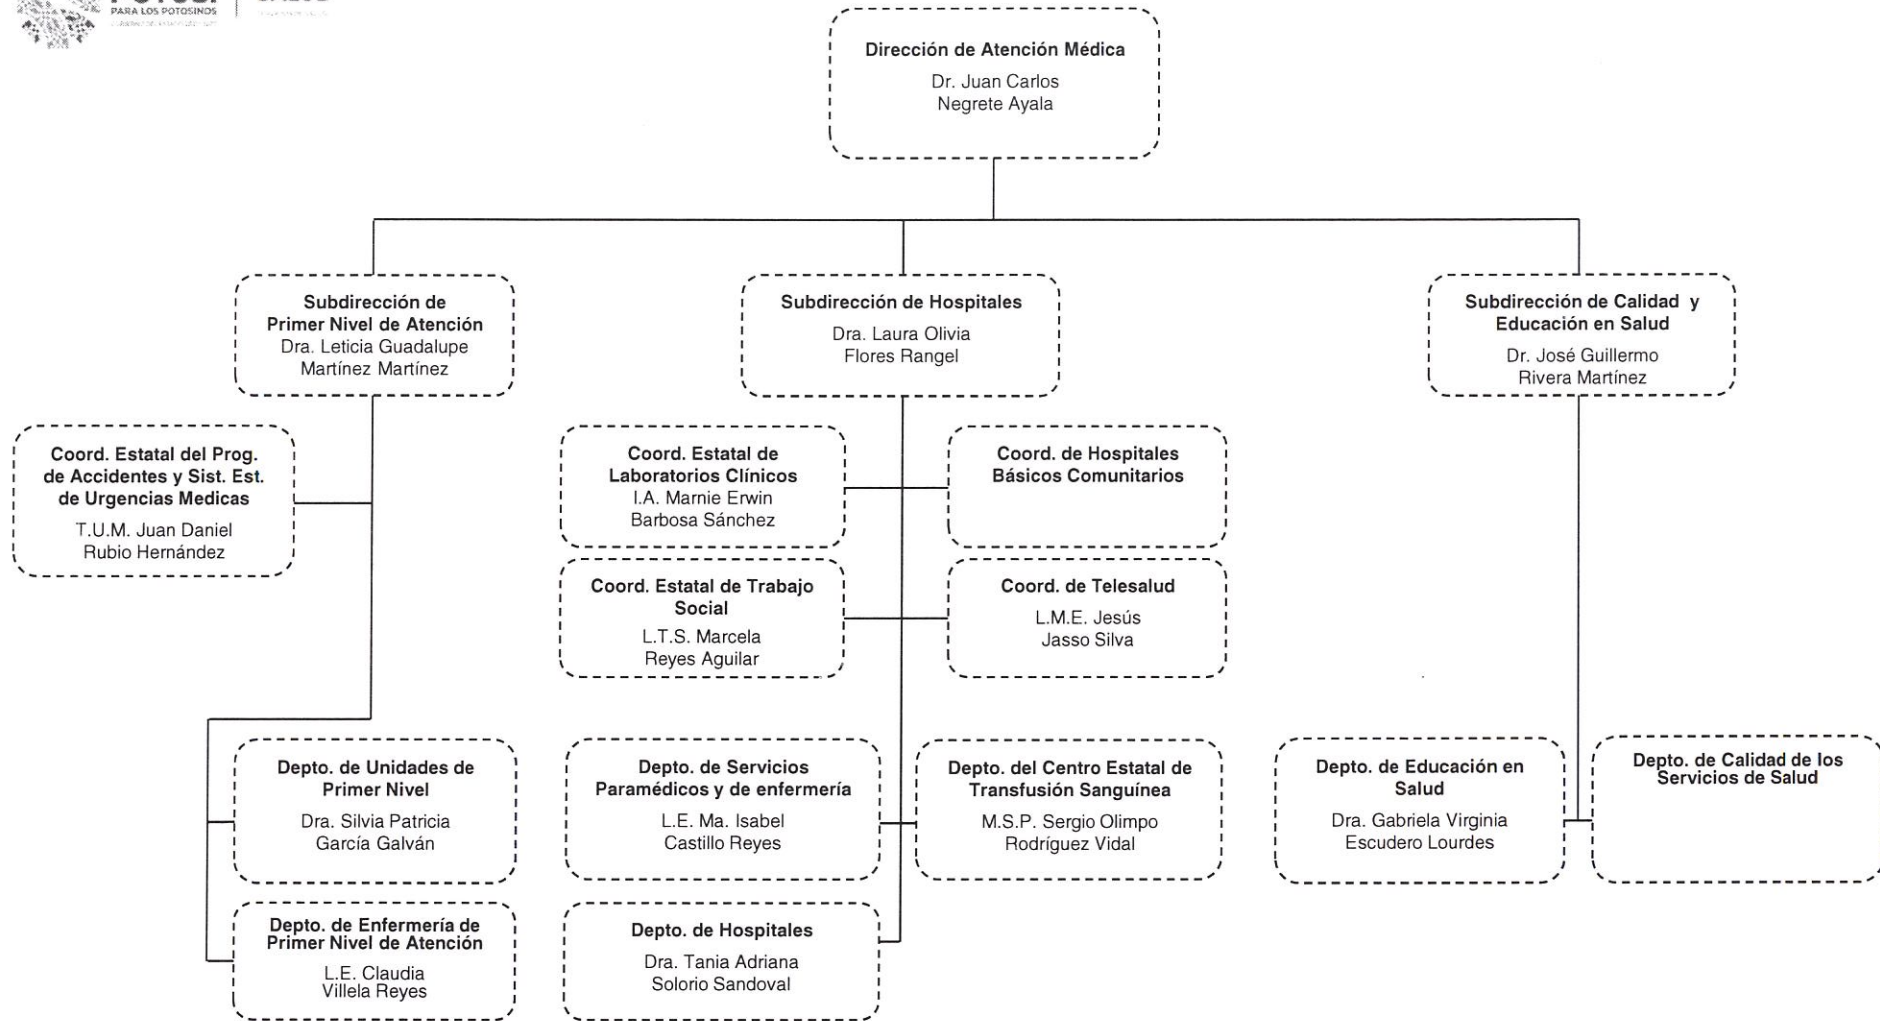 PARA LOS POTOSINOS
Dirección de Atención Médica
Dr. Juan Carlos
Negrete Ayala
Subdirección de
Primer Nivel de Atención
Dra. Leticia Guadalupe
Martínez Martínez
Subdirección de Hospitales
Dra. Laura Olivia
Flores Rangel
Subdirección de Calidad y
Educación en Salud
Dr. José Guillermo
Rivera Martínez
Coord. Estatal del Prog.
de Accidentes y Sist. Est.
de Urgencias Medicas
T.U.M. Juan Daniel
Rubio Hernández
Coord. Estatal de
Laboratorios Clínicos
I.A. Marnie Erwin
Barbosa Sánchez
Coord. de Hospitales
Básicos Comunitarios
Coord. Estatal de Trabajo
Social
L.T.S. Marcela
Reyes Aguilar
Coord. de Telesalud
L.M.E. Jesús
Jasso Silva
Depto. de Unidades de
Primer Nivel
Dra. Silvia Patricia
García Galván
Depto. de Servicios
Paramédicos y de enfermería
L.E. Ma. Isabel
Castillo Reyes
Depto. del Centro Estatal de
Transfusión Sanguínea
M.S.P. Sergio Olimpo
Rodríguez Vidal
Depto. de Educación en
Salud
Dra. Gabriela Virginia
Escudero Lourdes
Depto. de Calidad de los
Servicios de Salud
Depto. de Enfermería de
Primer Nivel de Atención
L.E. Claudia
Villela Reyes
Depto. de Hospitales
Dra. Tania Adriana
Solorio Sandoval